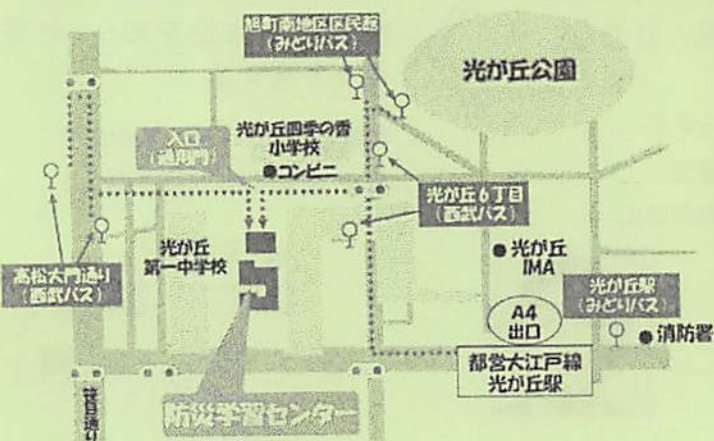 旭町南地区区民館
(みどりバス)
光が丘公園
入口
(通用門)
光が丘四季の香
小学校
コンビニ
光が丘6丁目
(西武バス)
光が丘
第一中学校
高松大門通り
(西武バス)
光が丘
IMA
光が丘駅
(みどりバス)
A4
出口
消防署
都営大江戸線
光が丘駅
防災学習センター
笹目通り